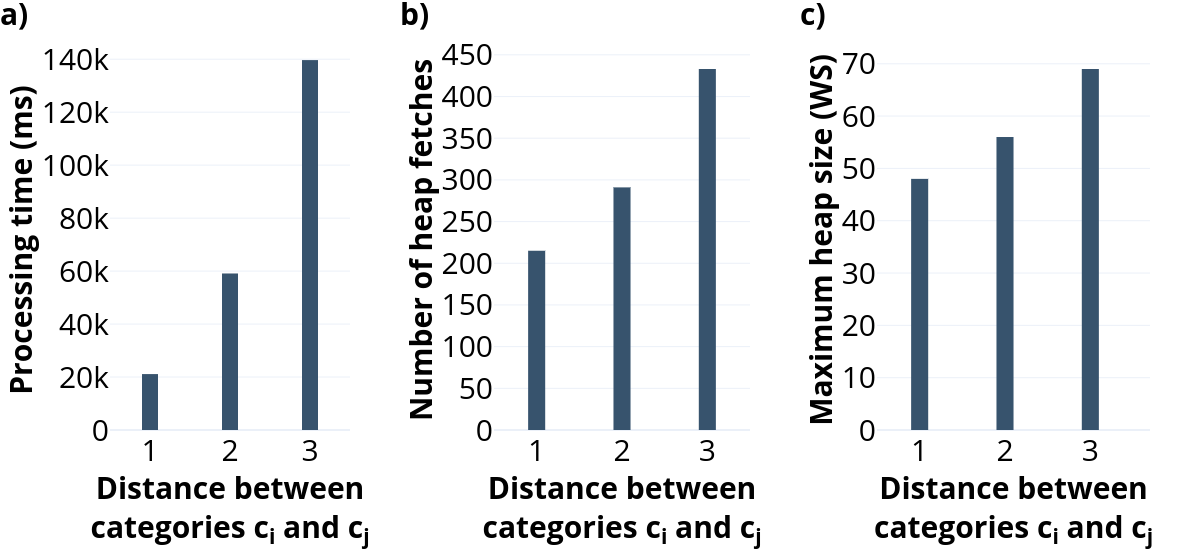 a)
Processing time (ms)
140k
120k
100k
80k
60k
40k
20k
0
1 2 3
Distance between
categories ci and cj
b)
Number of heap fetches
450
400
350
300
250
200
150
100
50
0
1 2 3
Distance between
categories ci and cj
c)
Maximum heap size (WS)
70
60
50
40
30
20
10
0
1 2 3
Distance between
categories ci and cj